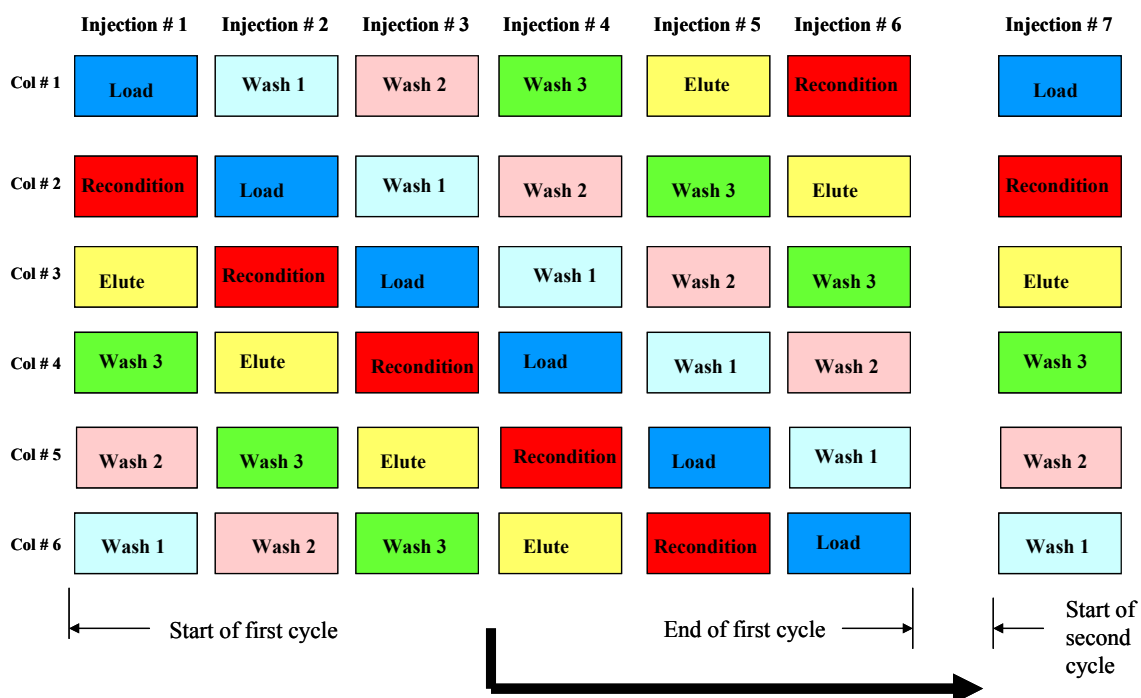 Injection # 1 Injection # 2 Injection # 3 Injection # 4 Injection # 5 Injection # 6 Injection # 7
Col # 1 Load Wash 1 Wash 2 Wash 3 Elute Recondition Load
Col # 2 Recondition Load Wash 1 Wash 2 Wash 3 Elute Recondition
Col # 3 Elute Recondition Load Wash 1 Wash 2 Wash 3 Elute
Col # 4 Wash 3 Elute Recondition Load Wash 1 Wash 2 Wash 3
Col # 5 Wash 2 Wash 3 Elute Recondition Load Wash 1 Wash 2
Col # 6 Wash 1 Wash 2 Wash 3 Elute Recondition Load Wash 1
Start of first cycle End of first cycle
Start of
second
cycle